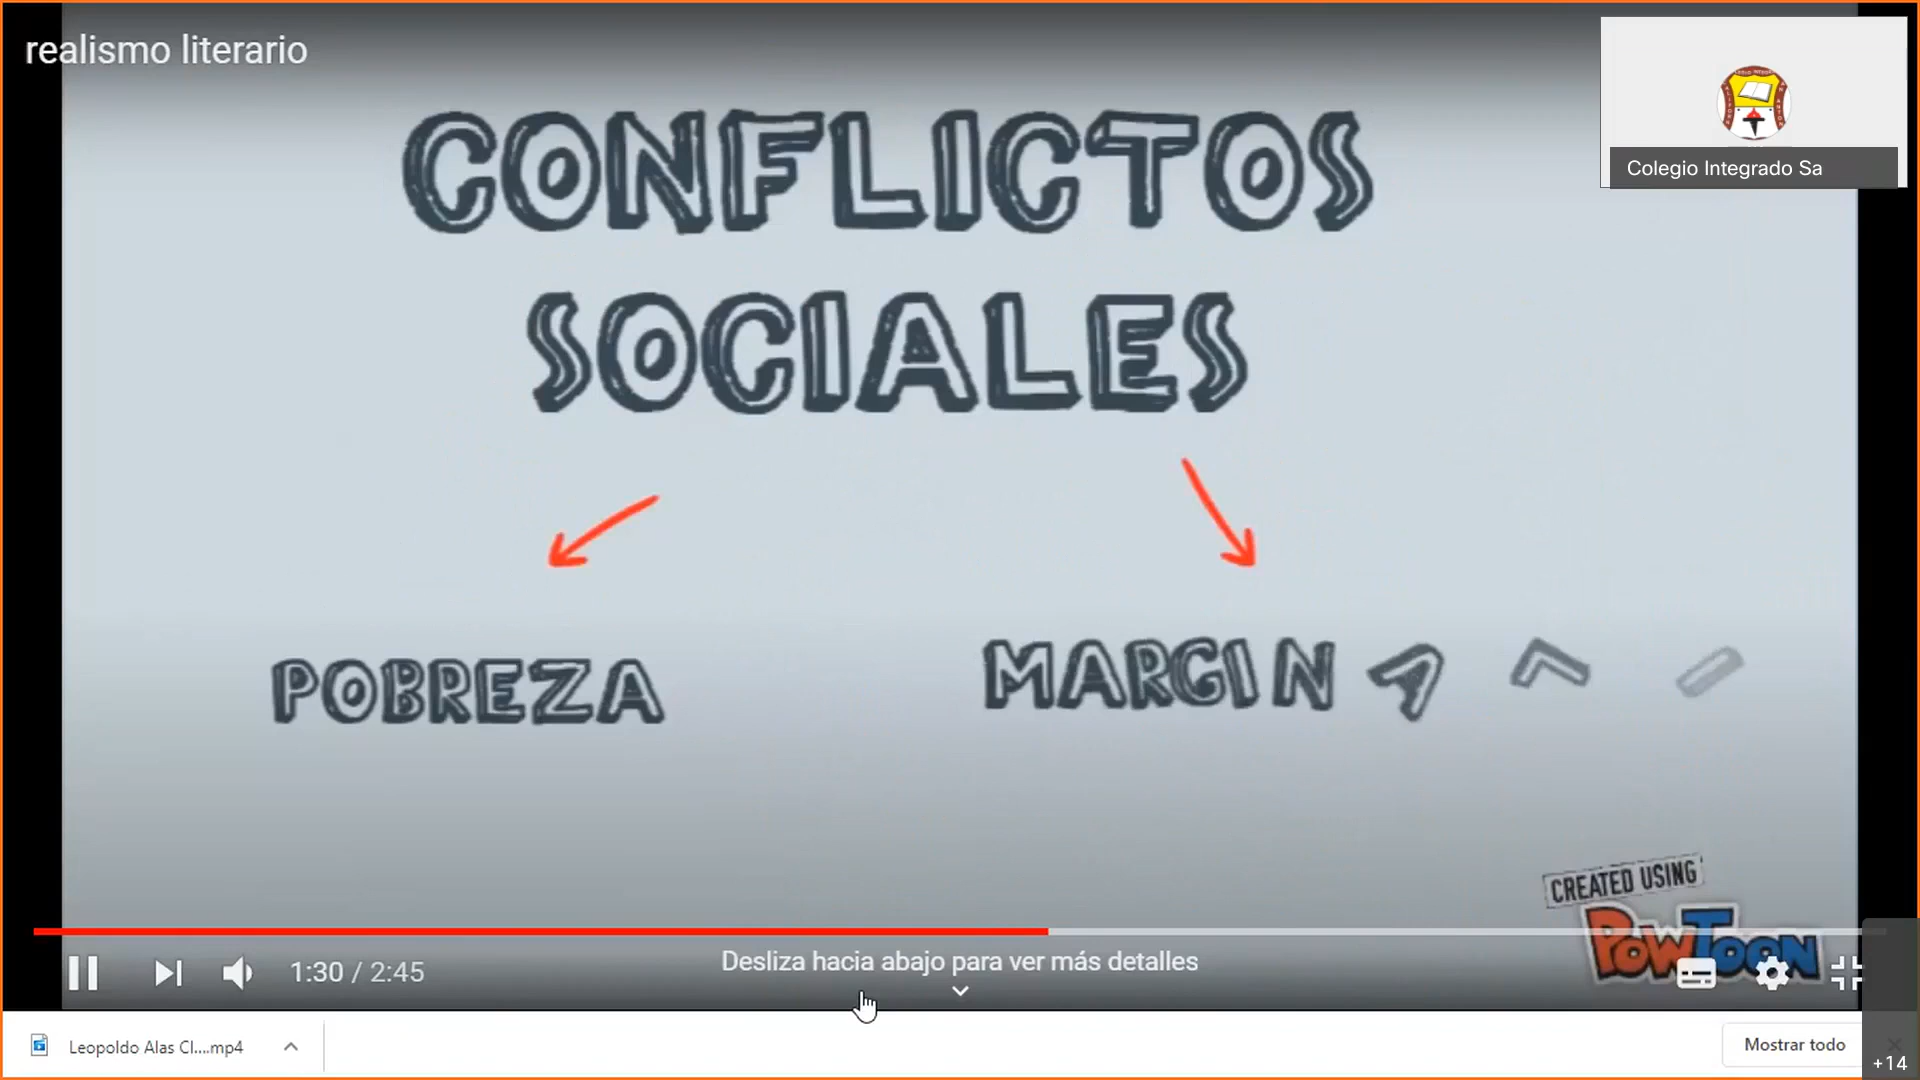 realismo literario
CONFLICTOS
SOCIALES
POBREZA
MARGIN
Colegio Integrado Sa
CREATED USING
POWTOON
1:30 / 2:45
Desliza hacia abajo para ver más detalles
Leopoldo Alas Cl....mp4
Mostrar todo
+14